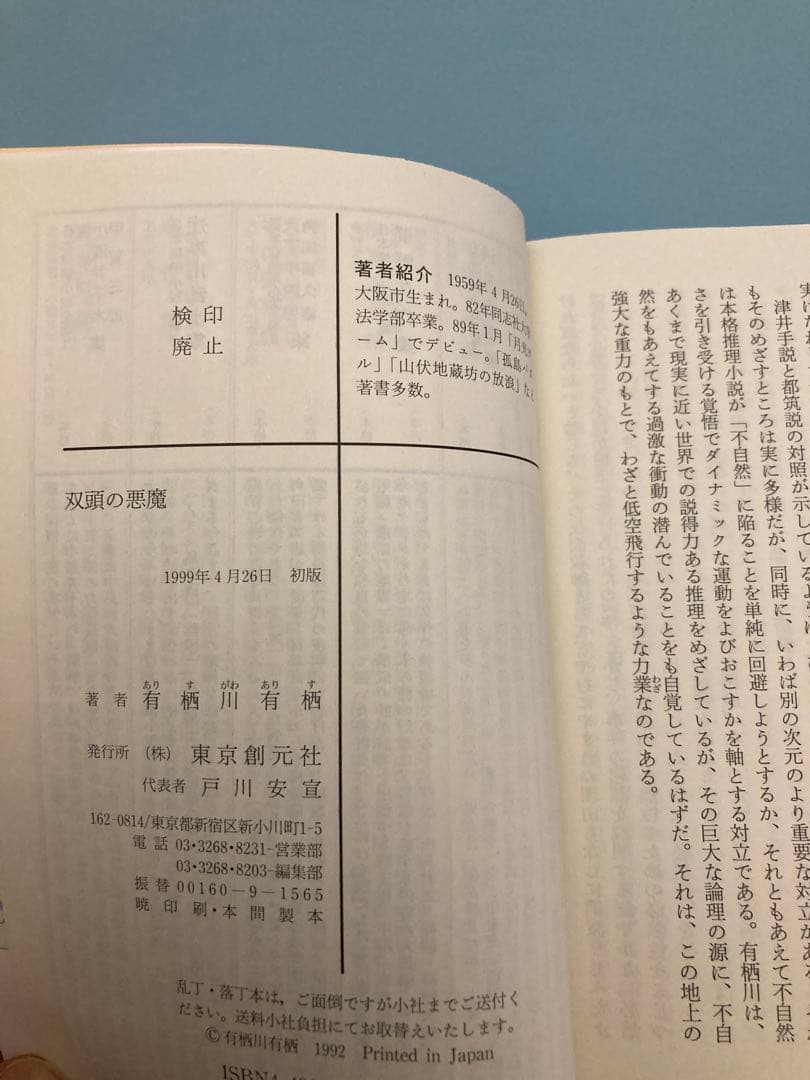 検印
廃止
著者紹介 1959年4月26日、
大阪市生まれ。82年同志社大学
法学部卒業。89年1月「月光
ーム」でデビュー。「孤島パ
ル」「山伏地蔵坊の放浪」など
著書多数。
双頭の悪魔
1999年4月26日 初版
著者 有栖川有栖
あり す がわ あり す
発行所 (株) 東京創元社
代表者 戸川安宣
162-0814/東京都新宿区新小川町1-5
電話 03・3268・8231-営業部
03・3268・8203-編集部
振替 00160-9-1565
暁印刷・本間製本
乱丁・落丁本は、ご面倒ですが小社までご送付く
ださい。送料小社負担にてお取替えいたします。
©有栖川有栖 1992 Printed in Japan
津井手説と都筑説の対照が示しているように、
もそのめざすところは実に多様だが、同時に、いわば別の次元のより重要な対立がある。
は本格推理小説が「不自然」に陥ることを単純に回避しようとするか、それともあえて不自然
さを引き受ける覚悟でダイナミックな運動をよびおこすかを軸とする対立である。有栖川は、
あくまで現実に近い世界での説得力ある推理をめざしているが、その巨大な論理の源に、不自
然をもあえてする過激な衝動の潜んでいることをも自覚しているはずだ。それは、この地上の
強大な重力のもとで、わざと低空飛行するような力業なのである。
わざ